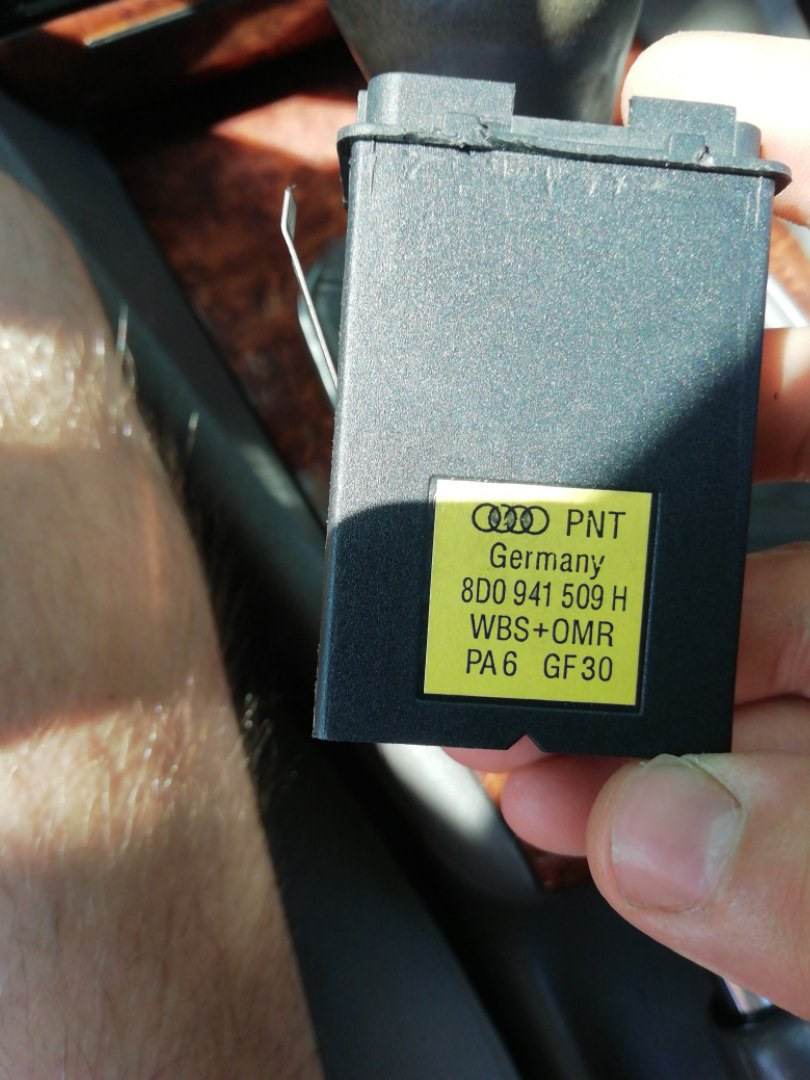 PNT
Germany
8D0 941 509 H
WBS+OMR
PA6 GF30